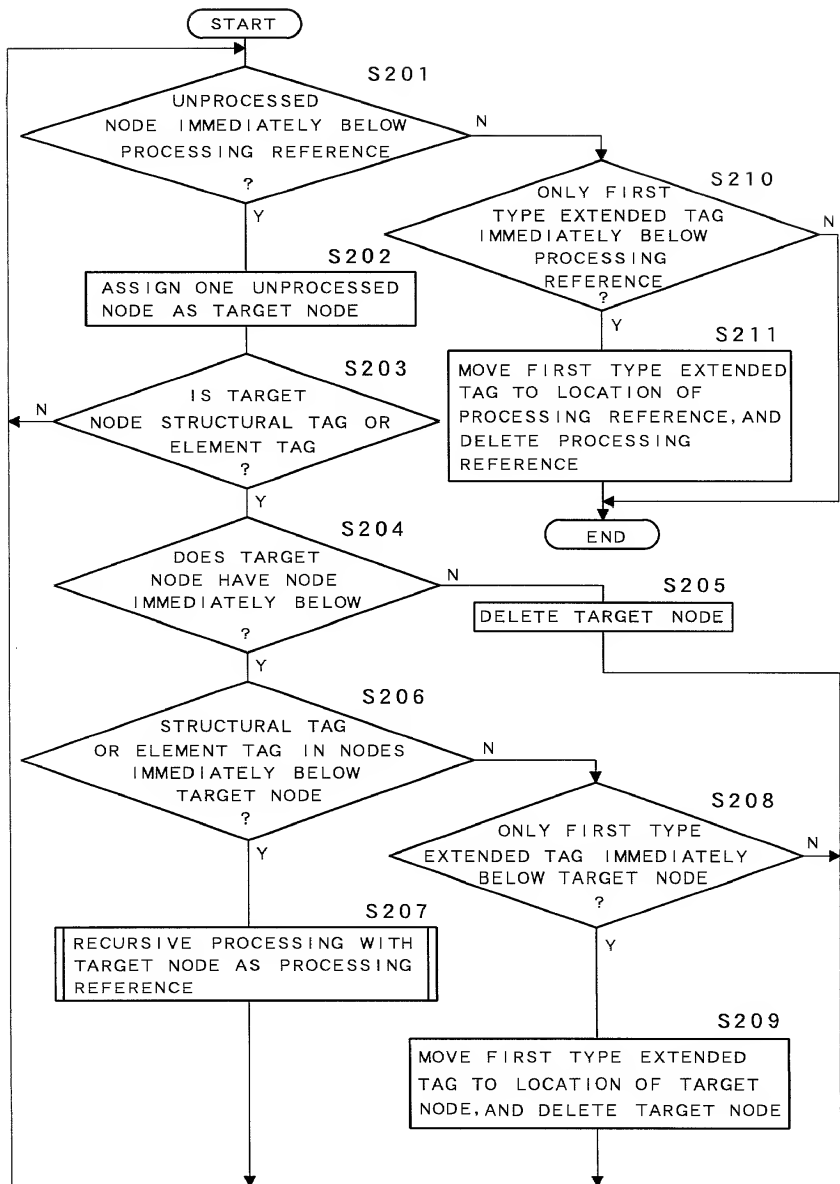 START
S201
UNPROCESSED
NODE IMMEDIATELY BELOW
PROCESSING REFERENCE
?
N
Y
S210
ONLY FIRST
TYPE EXTENDED TAG
IMMEDIATELY BELOW
PROCESSING
REFERENCE
?
N
Y
S202
ASSIGN ONE UNPROCESSED
NODE AS TARGET NODE
S211
MOVE FIRST TYPE EXTENDED
TAG TO LOCATION OF
PROCESSING REFERENCE, AND
DELETE PROCESSING
REFERENCE
END
S203
IS TARGET
NODE STRUCTURAL TAG OR
ELEMENT TAG
?
N
Y
S204
DOES TARGET
NODE HAVE NODE
IMMEDIATELY BELOW
?
N
Y
S205
DELETE TARGET NODE
S206
STRUCTURAL TAG
OR ELEMENT TAG IN NODES
IMMEDIATELY BELOW
TARGET NODE
?
N
Y
S208
ONLY FIRST TYPE
EXTENDED TAG IMMEDIATELY
BELOW TARGET NODE
?
N
Y
S207
RECURSIVE PROCESSING WITH
TARGET NODE AS PROCESSING
REFERENCE
S209
MOVE FIRST TYPE EXTENDED
TAG TO LOCATION OF TARGET
NODE, AND DELETE TARGET NODE